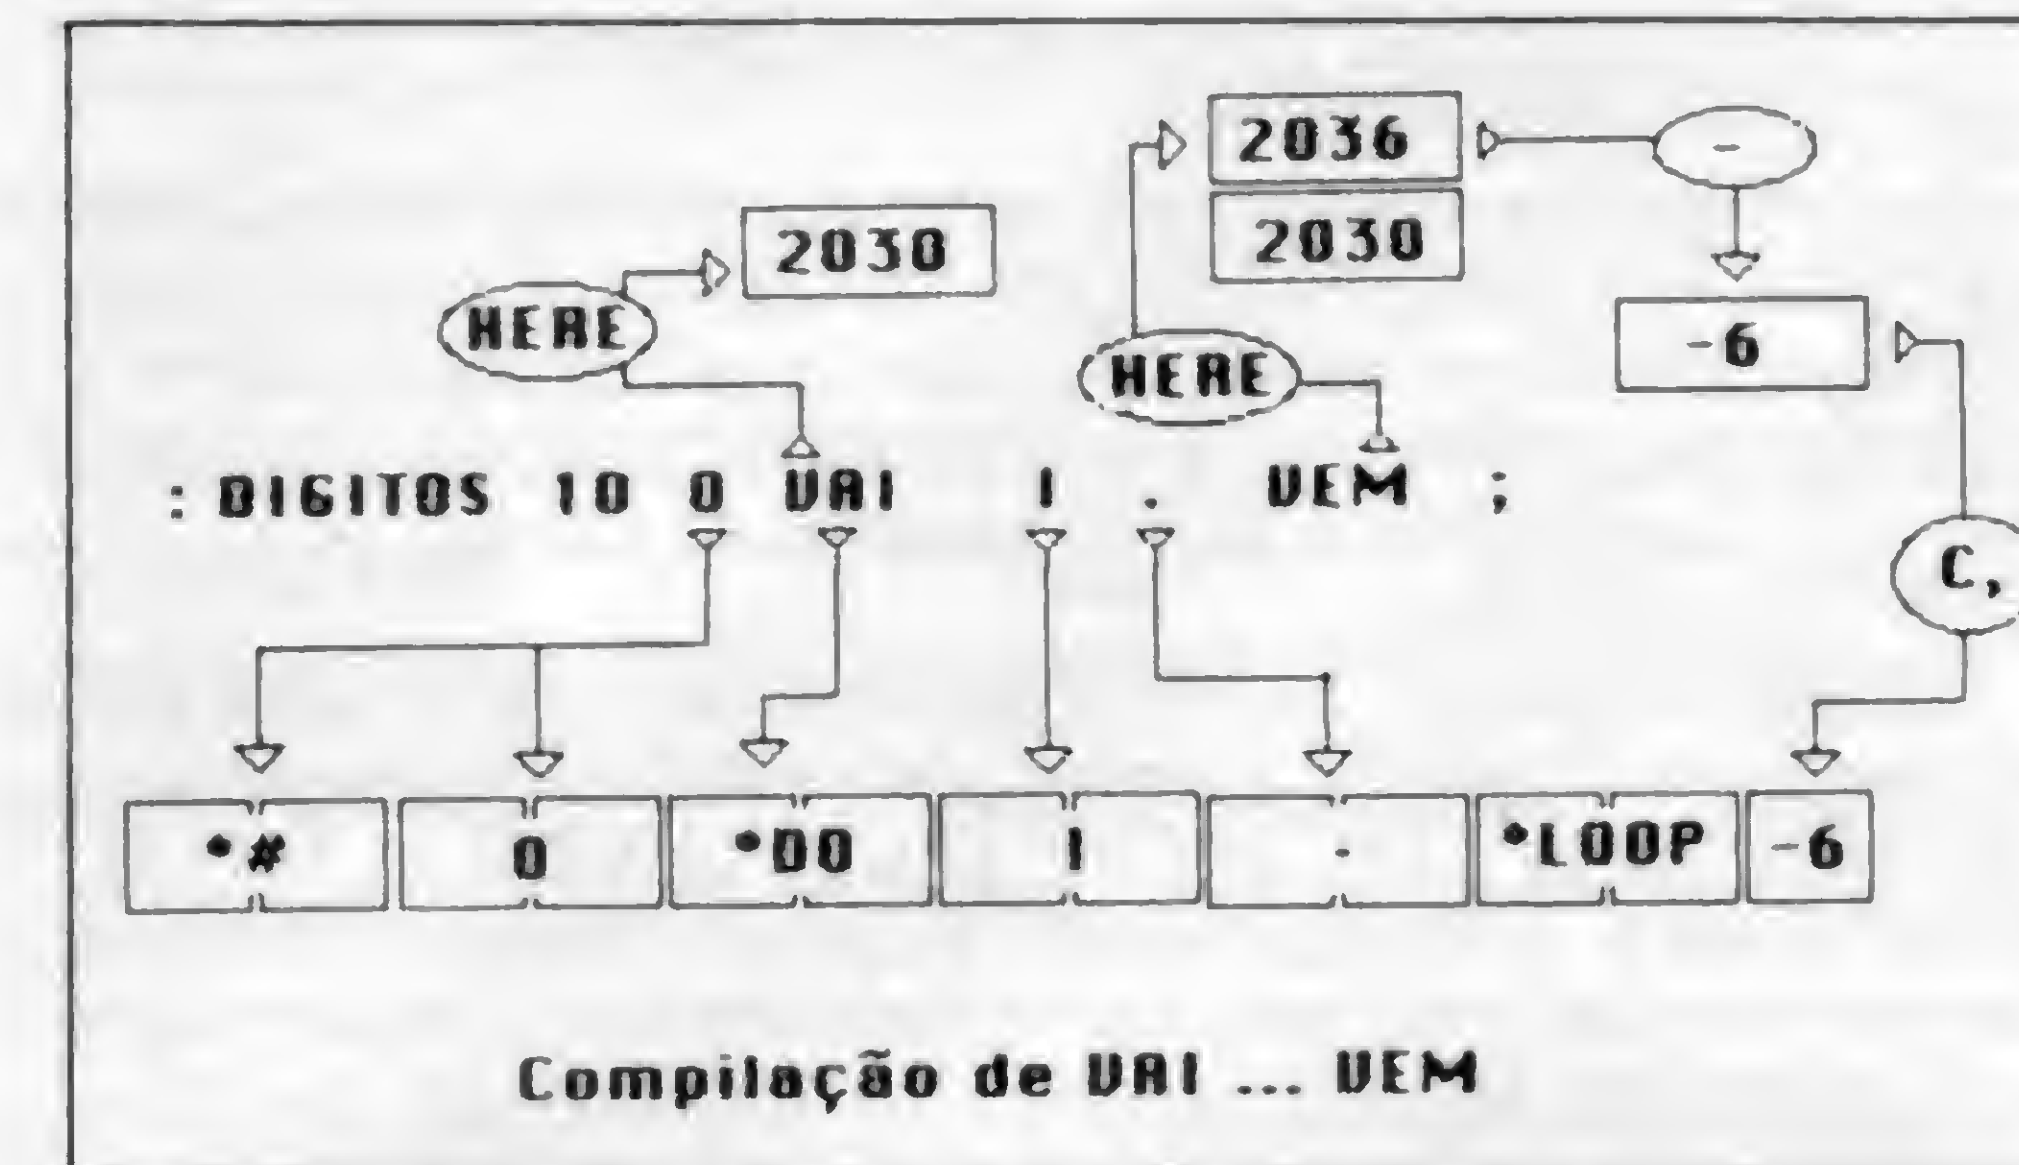 2036
2030
2030
-
HERE
-6
HERE
: DIGITOS 10 0 VAI I . VEM ;
C,
*# 0 *DO I . *LOOP -6
Compilação de VAI ... VEM